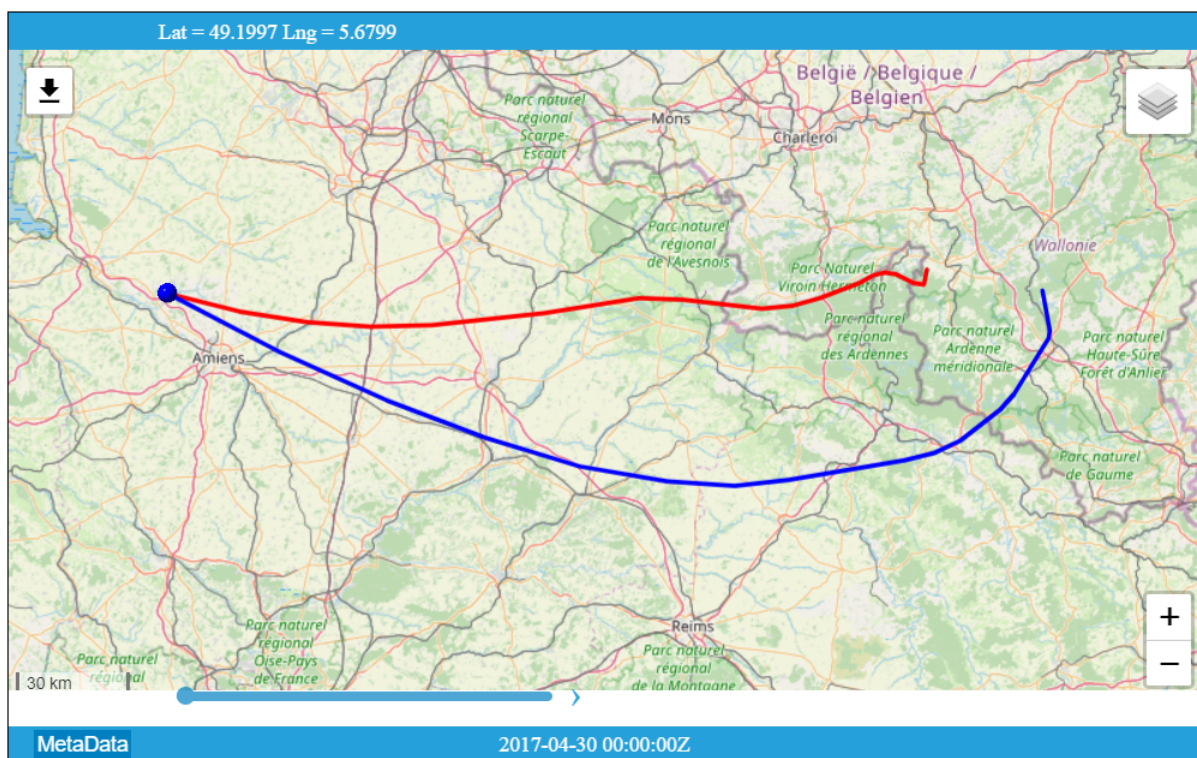 Lat = 49.1997 Lng = 5.6799
België / Belgique /
Belgien
Parc naturel
régional
Scarpe-
Escaut
Mons
Charleroi
Parc naturel
régional
de l'Avesnois
Wallonie
Parc Naturel
Viroin Hermeton
Parc naturel
régional
des Ardennes
Parc naturel
Ardenne
méridionale
Parc naturel
Haute-Sûre
Forêt d'Anlier
Amiens
Parc naturel
de Gaume
Reims
Parc naturel
régional
Oise-Pays
de France
Parc naturel
régional
de la Montagne
Parc naturel
régional
30 km
+
−
MetaData
2017-04-30 00:00:00Z